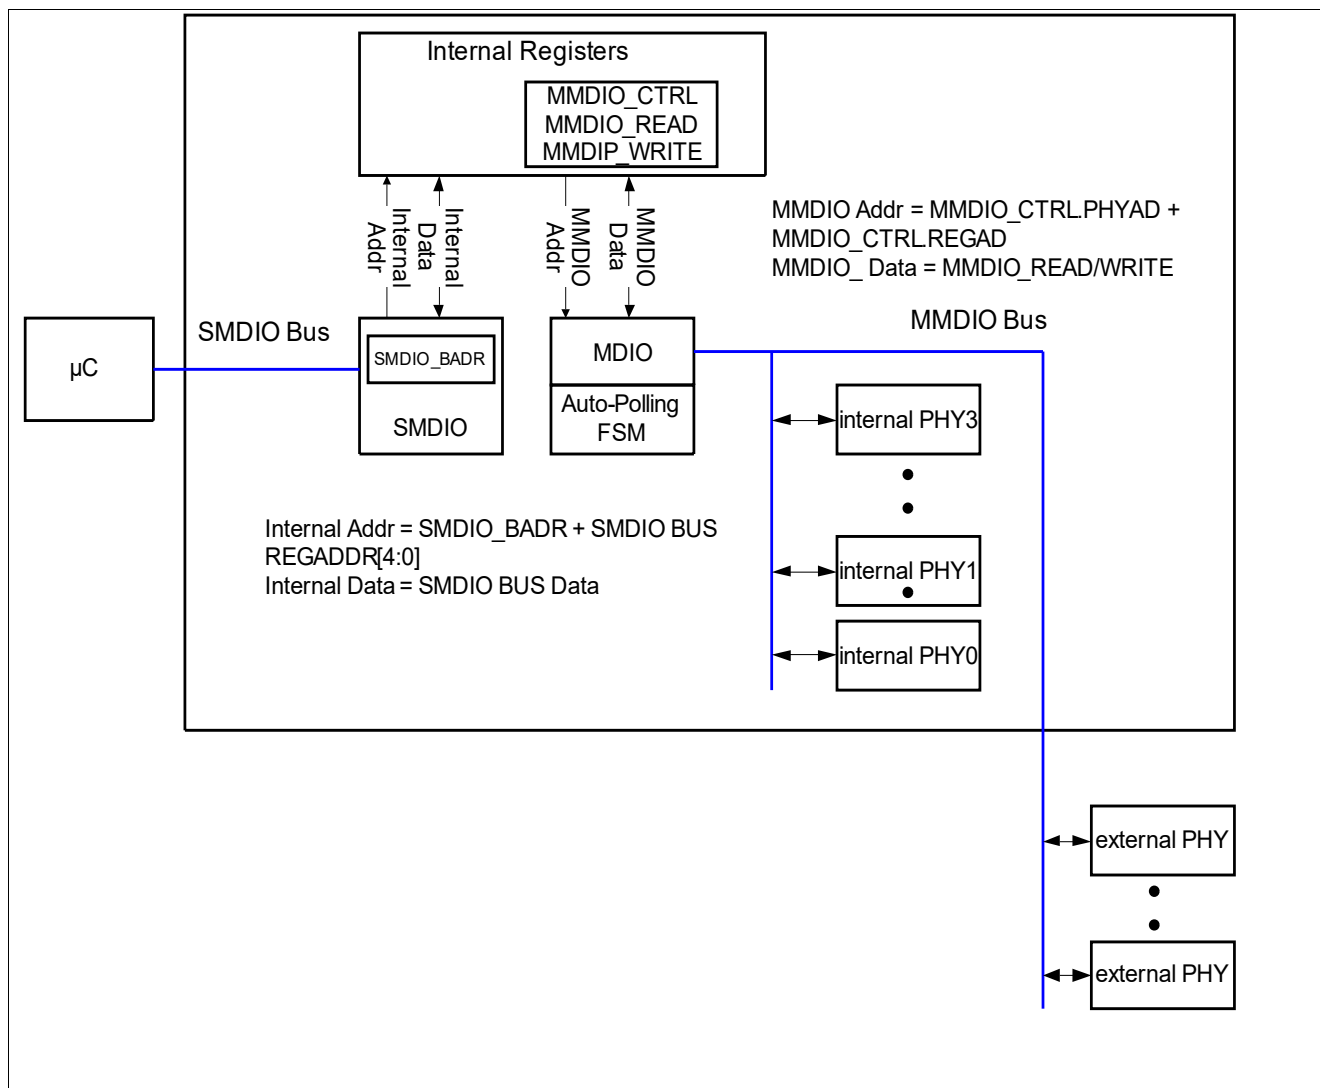 Internal Registers
MMDIO_CTRL
MMDIO_READ
MMDIP_WRITE
Internal
Addr
Internal
Data
MMDIO
Addr
MMDIO
Data
MMDIO Addr = MMDIO_CTRL.PHYAD +
MMDIO_CTRL.REGAD
MMDIO_ Data = MMDIO_READ/WRITE
SMDIO Bus
MMDIO Bus
µC
SMDIO_BADR
SMDIO
MDIO
Auto-Polling
FSM
internal PHY3
Internal Addr = SMDIO_BADR + SMDIO BUS
REGADDR[4:0]
Internal Data = SMDIO BUS Data
internal PHY1
internal PHY0
external PHY
external PHY